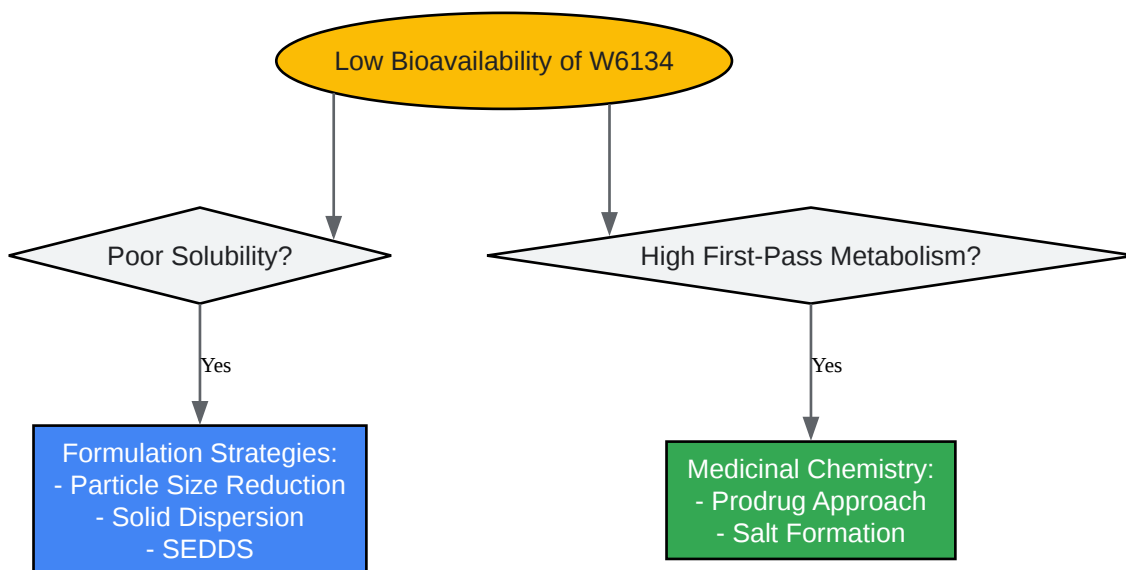 Low Bioavailability of W6134
Poor Solubility?
High First-Pass Metabolism?
Yes
Yes
Formulation Strategies:
- Particle Size Reduction
- Solid Dispersion
- SEDDS
Medicinal Chemistry:
- Prodrug Approach
- Salt Formation